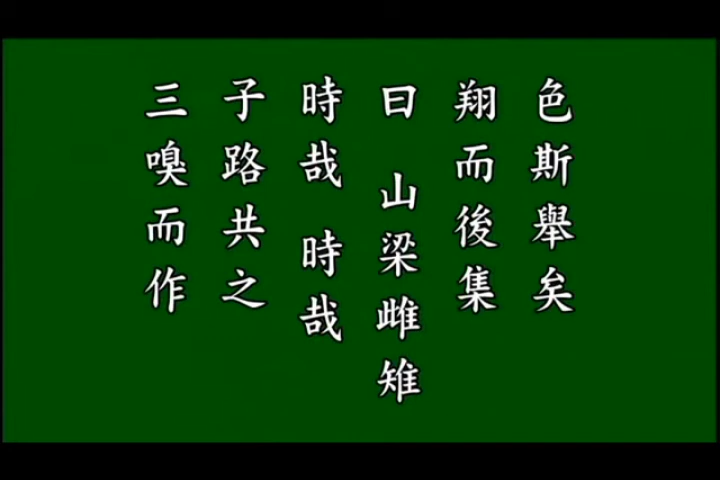 色斯舉矣
翔而後集
曰 山梁雌雉
時哉 時哉
子路共之
三嗅而作